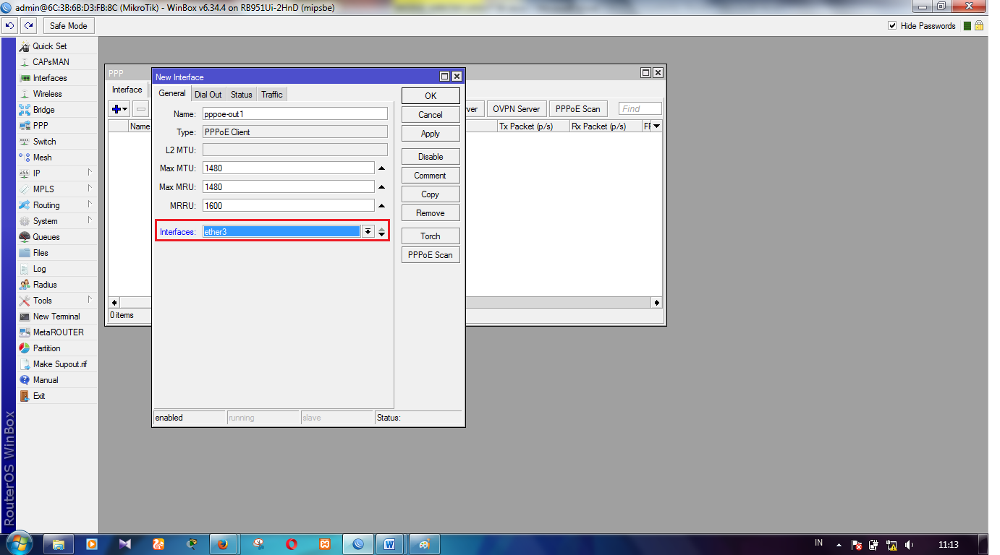 admin@6C:3B:6B:D3:FB:8C (MikroTik) - WinBox v6.34.4 on RB951Ui-2HnD (mipsbe)
Safe Mode
Hide Passwords
Quick Set
CAPsMAN
Interfaces
Wireless
Bridge
PPP
Switch
Mesh
IP
MPLS
Routing
System
Queues
Files
Log
Radius
Tools
New Terminal
MetaROUTER
Partition
Make Supout.rif
Manual
Exit
RouterOS WinBox
PPP
Interface
ver
OVPN Server
PPPoE Scan
Find
Name
Tx Packet (p/s)
Rx Packet (p/s)
0 items
New Interface
General
Dial Out
Status
Traffic
Name: pppoe-out1
Type: PPPoE Client
L2 MTU:
Max MTU: 1480
Max MRU: 1480
MRRU: 1600
Interfaces: ether3
OK
Cancel
Apply
Disable
Comment
Copy
Remove
Torch
PPPoE Scan
enabled
running
slave
Status:
IN
11:13